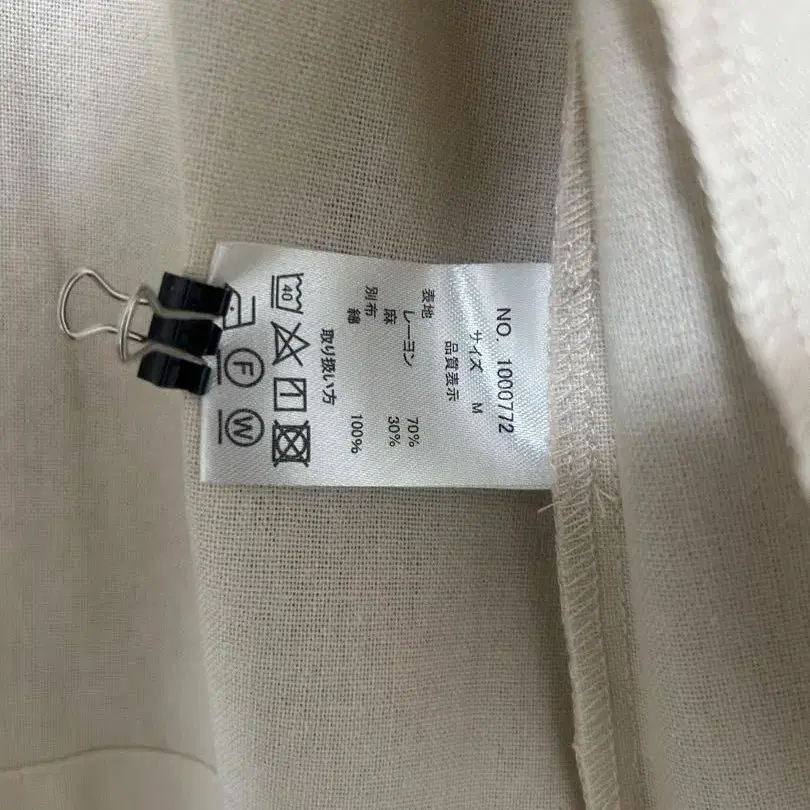 NO. 1000772
サイズ M
品質表示
表地
レーヨン 70%
麻 30%
別布
綿 100%
取り扱い方
40
F
W